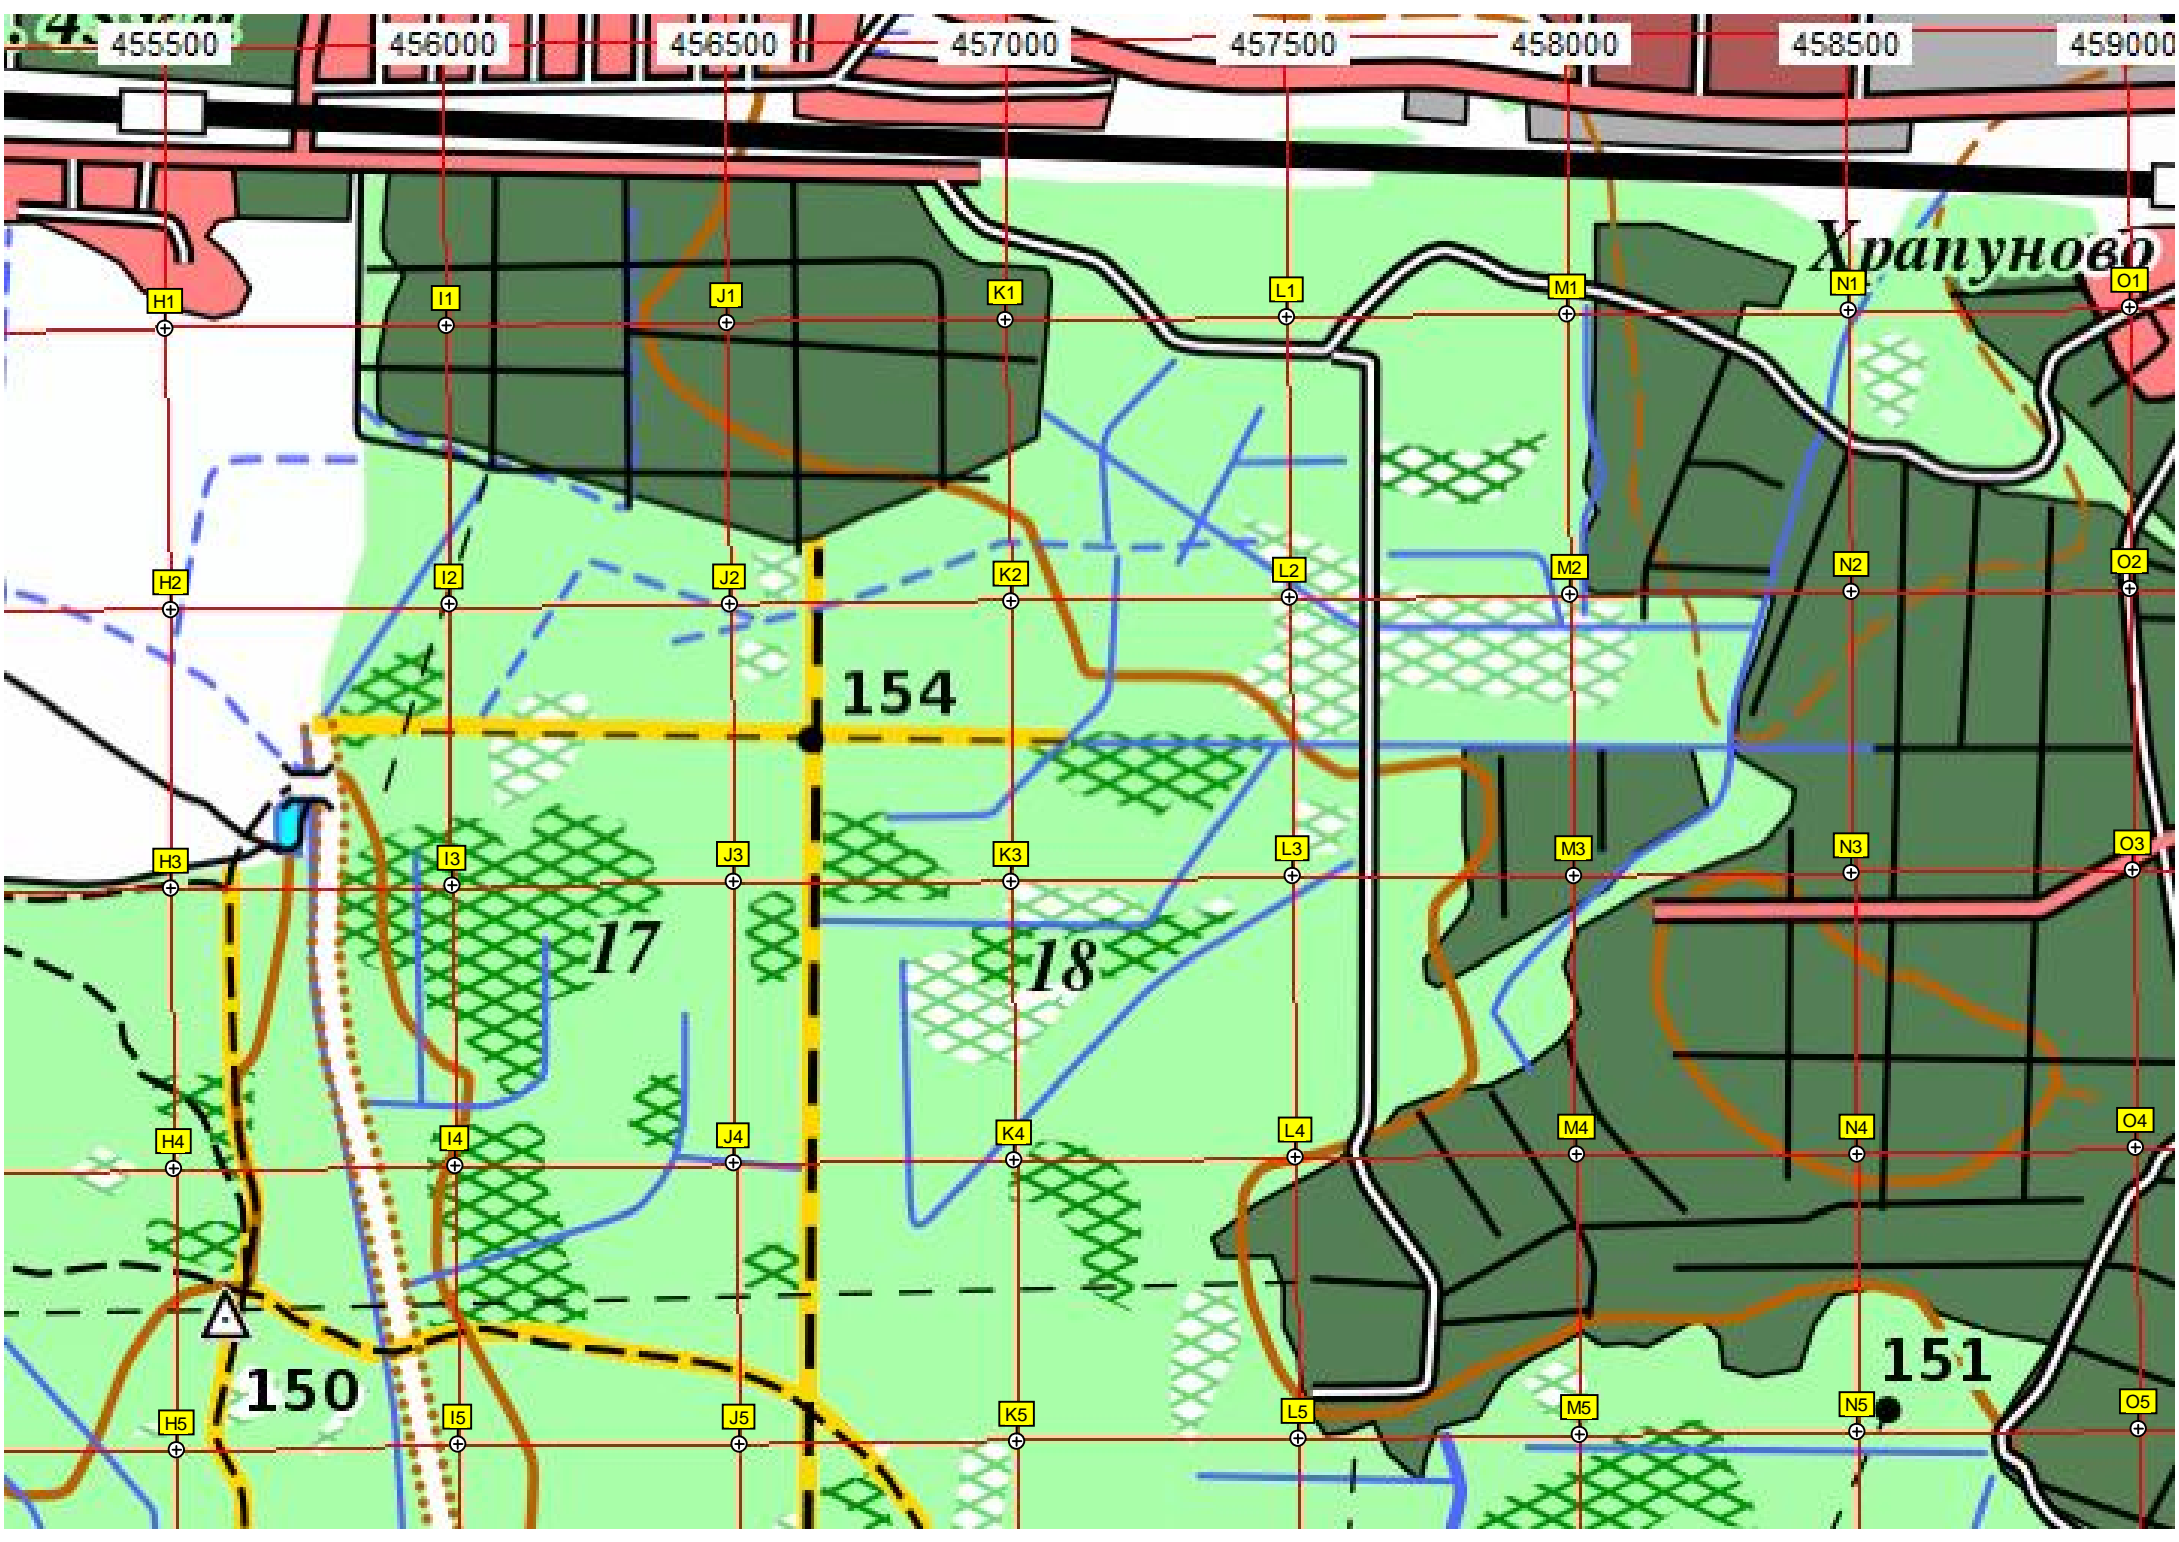 455500 456000 456500 457000 457500 458000 458500 459000
Храпуново
H1 I1 J1 K1 L1 M1 N1 O1
H2 I2 J2 K2 L2 M2 N2 O2
154
H3 I3 J3 K3 L3 M3 N3 O3
17 18
H4 I4 J4 K4 L4 M4 N4 O4
150 151
H5 I5 J5 K5 L5 M5 N5 O5